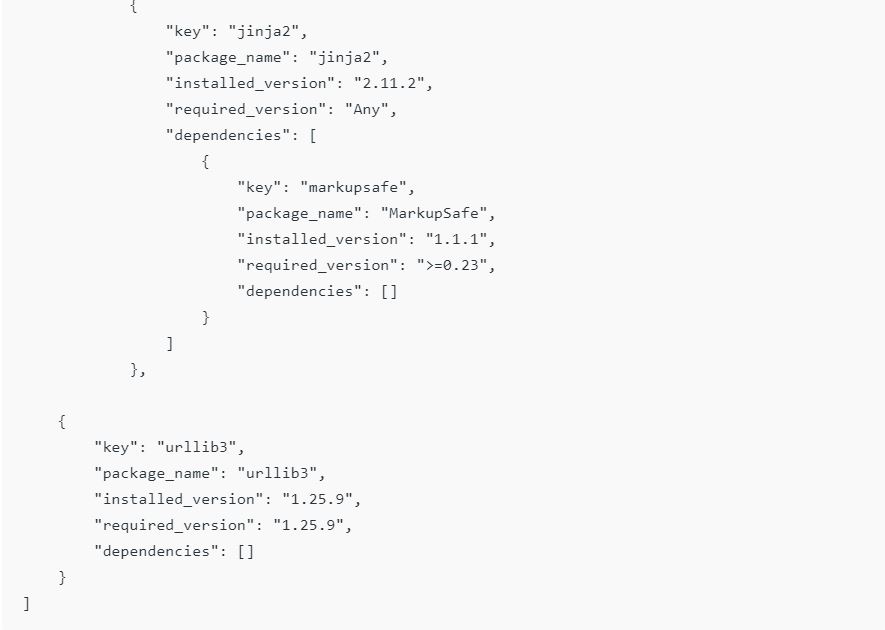 {
"key": "jinja2",
"package_name": "jinja2",
"installed_version": "2.11.2",
"required_version": "Any",
"dependencies": [
{
"key": "markupsafe",
"package_name": "MarkupSafe",
"installed_version": "1.1.1",
"required_version": ">=0.23",
"dependencies": []
}
]
},
{
"key": "urllib3",
"package_name": "urllib3",
"installed_version": "1.25.9",
"required_version": "1.25.9",
"dependencies": []
}
]